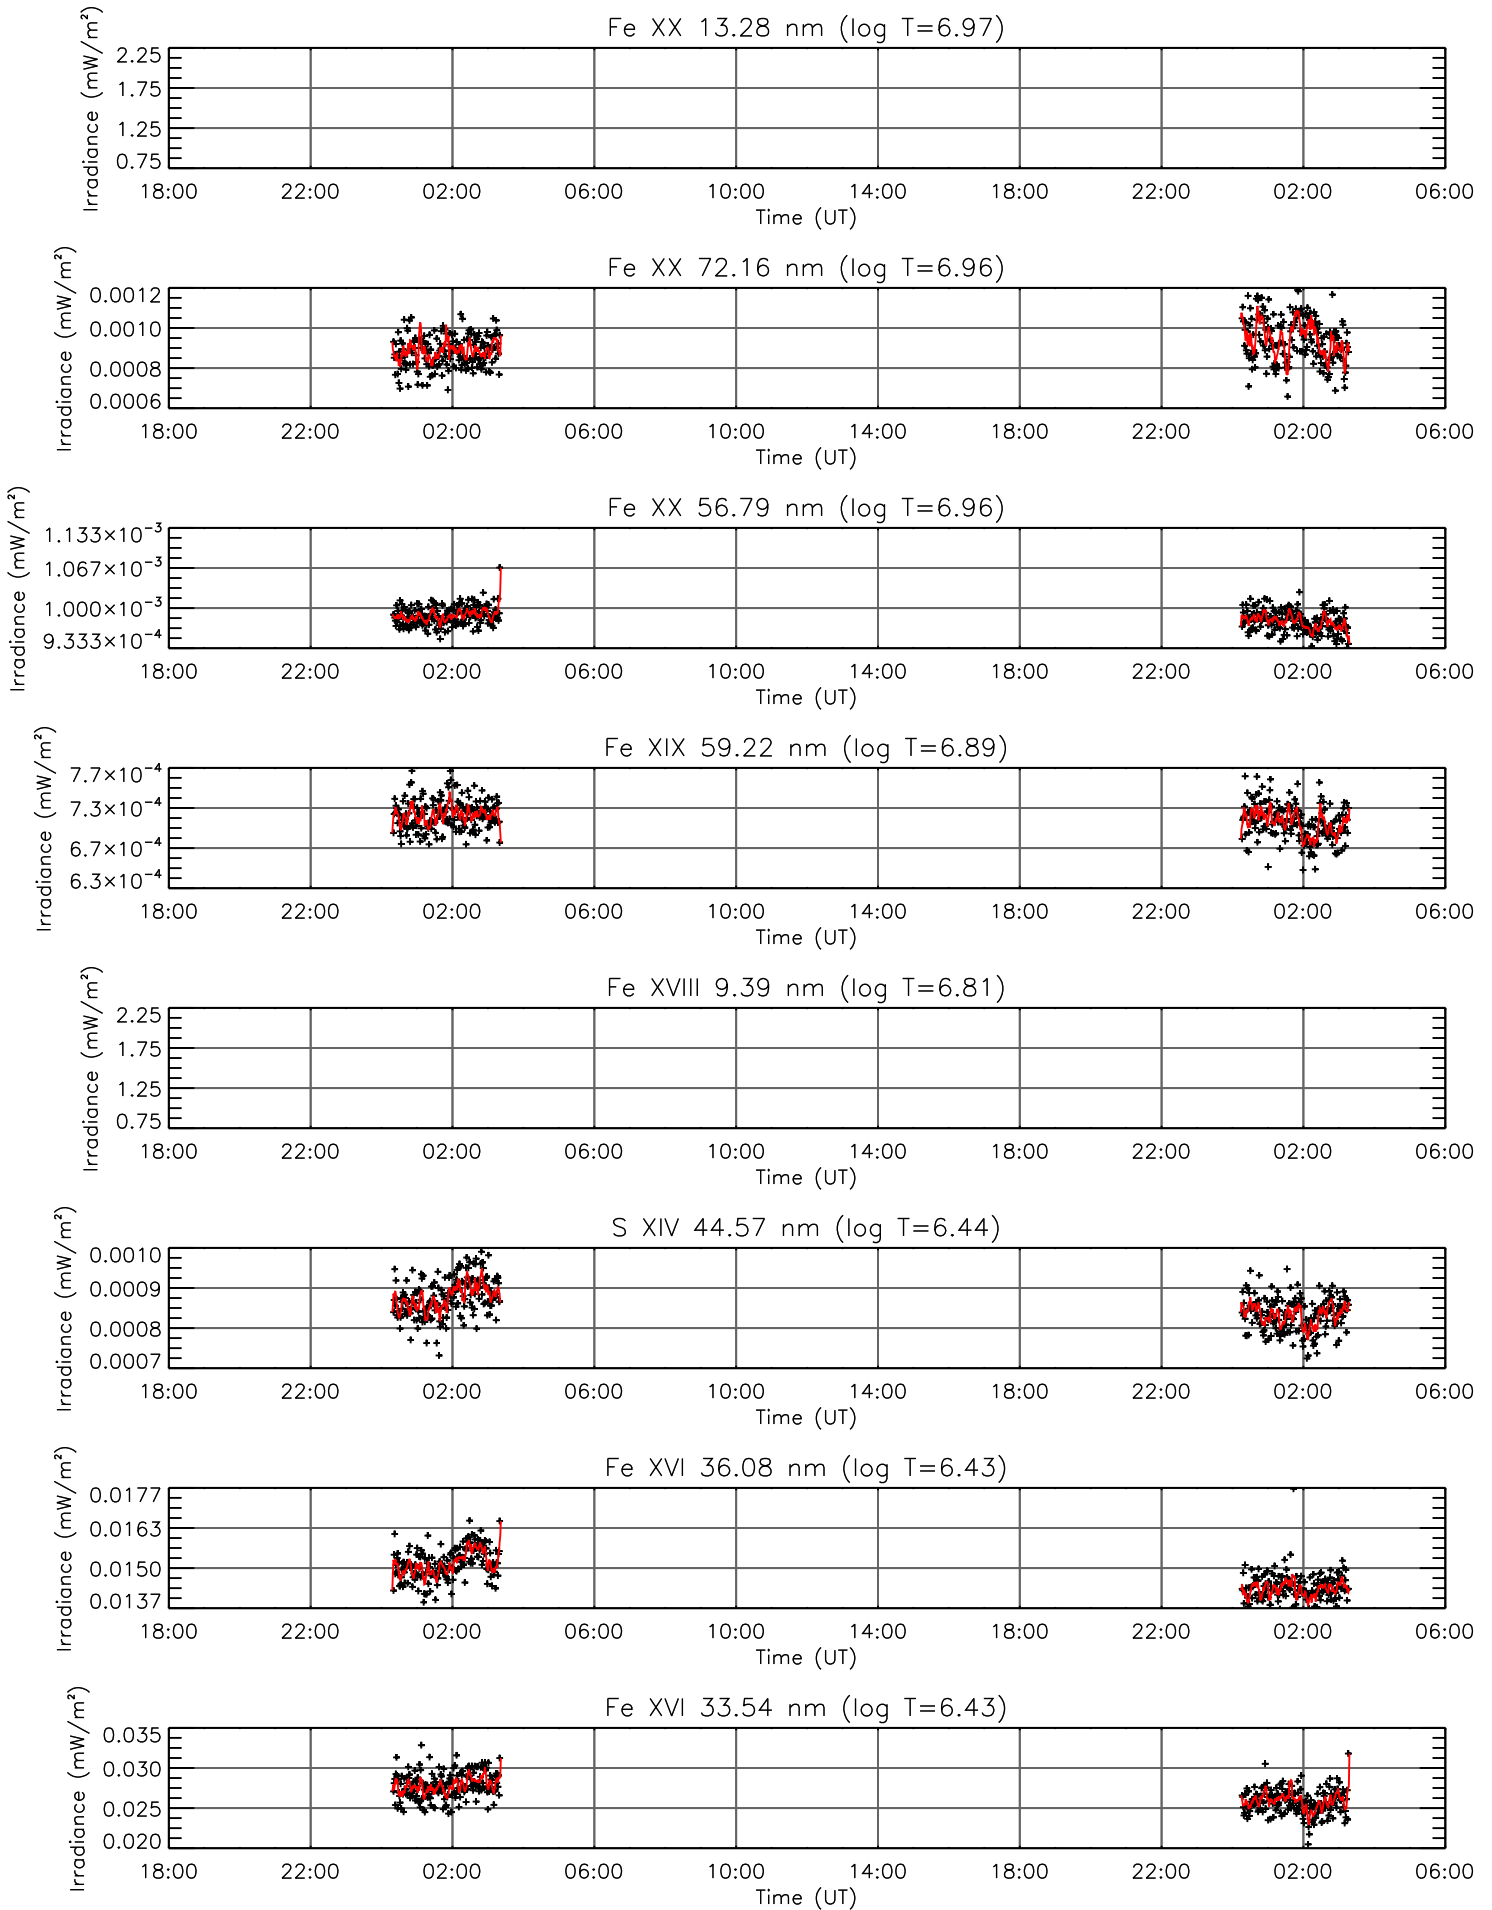 Fe XX 13.28 nm (log T=6.97)
Irradiance (mW/m²)
2.25
1.75
1.25
0.75
18:00 22:00 02:00 06:00 10:00 14:00 18:00 22:00 02:00 06:00
Time (UT)
Fe XX 72.16 nm (log T=6.96)
Irradiance (mW/m²)
0.0012
0.0010
0.0008
0.0006
18:00 22:00 02:00 06:00 10:00 14:00 18:00 22:00 02:00 06:00
Time (UT)
Fe XX 56.79 nm (log T=6.96)
Irradiance (mW/m²)
1.133×10⁻³
1.067×10⁻³
1.000×10⁻³
9.333×10⁻⁴
18:00 22:00 02:00 06:00 10:00 14:00 18:00 22:00 02:00 06:00
Time (UT)
Fe XIX 59.22 nm (log T=6.89)
Irradiance (mW/m²)
7.7×10⁻⁴
7.3×10⁻⁴
6.7×10⁻⁴
6.3×10⁻⁴
18:00 22:00 02:00 06:00 10:00 14:00 18:00 22:00 02:00 06:00
Time (UT)
Fe XVIII 9.39 nm (log T=6.81)
Irradiance (mW/m²)
2.25
1.75
1.25
0.75
18:00 22:00 02:00 06:00 10:00 14:00 18:00 22:00 02:00 06:00
Time (UT)
S XIV 44.57 nm (log T=6.44)
Irradiance (mW/m²)
0.0010
0.0009
0.0008
0.0007
18:00 22:00 02:00 06:00 10:00 14:00 18:00 22:00 02:00 06:00
Time (UT)
Fe XVI 36.08 nm (log T=6.43)
Irradiance (mW/m²)
0.0177
0.0163
0.0150
0.0137
18:00 22:00 02:00 06:00 10:00 14:00 18:00 22:00 02:00 06:00
Time (UT)
Fe XVI 33.54 nm (log T=6.43)
Irradiance (mW/m²)
0.035
0.030
0.025
0.020
18:00 22:00 02:00 06:00 10:00 14:00 18:00 22:00 02:00 06:00
Time (UT)